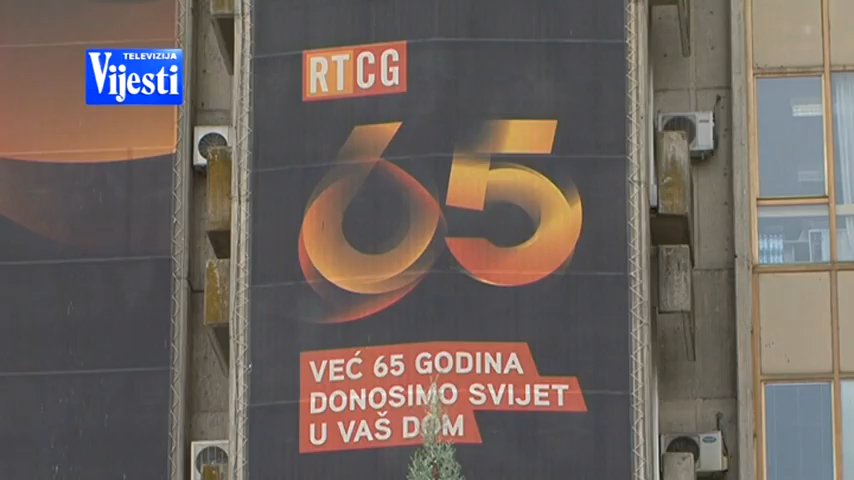 TELEVIZIJA
Vijesti
RTCG
65
VEĆ 65 GODINA
DONOSIMO SVIJET
U VAŠ DOM